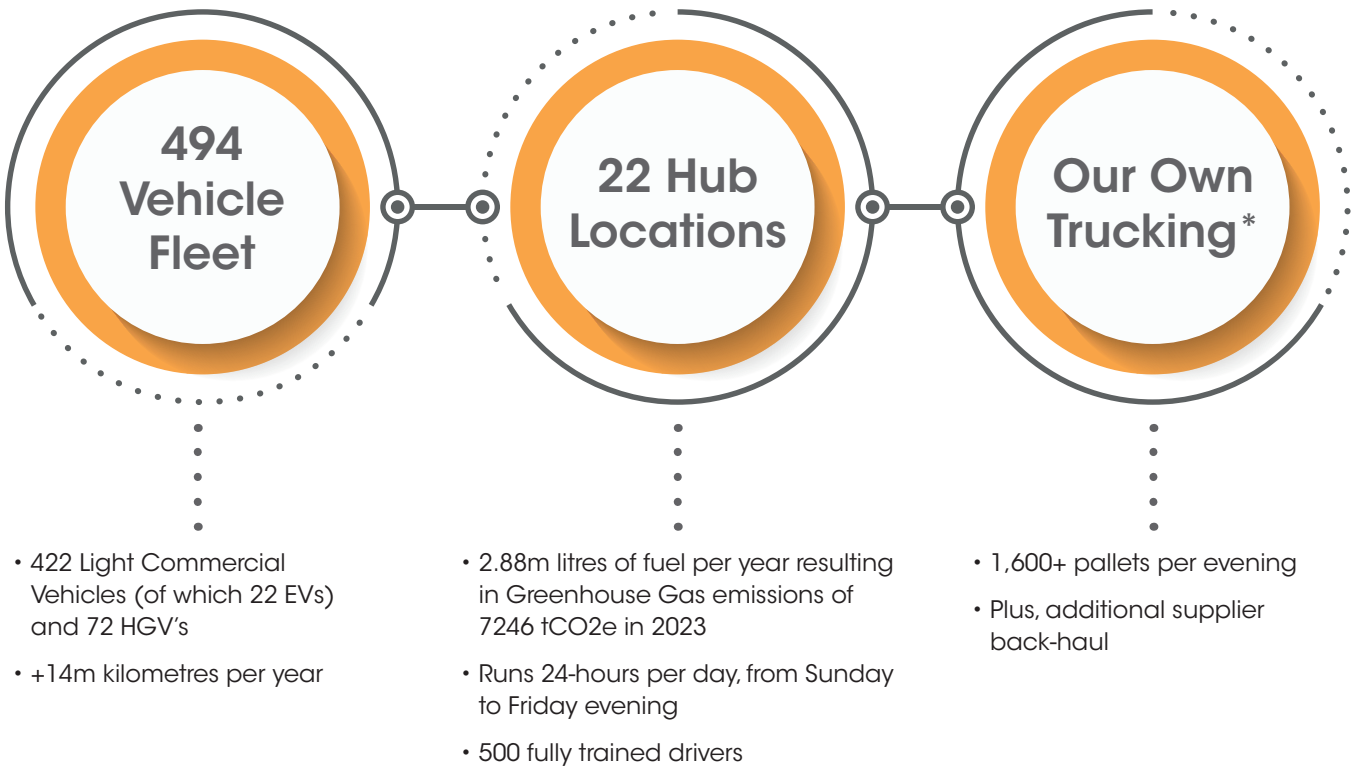 494
Vehicle
Fleet
22 Hub
Locations
Our Own
Trucking*
• 422 Light Commercial
Vehicles (of which 22 EVs)
and 72 HGV's
• +14m kilometres per year
• 2.88m litres of fuel per year resulting
in Greenhouse Gas emissions of
7246 tCO2e in 2023
• Runs 24-hours per day, from Sunday
to Friday evening
• 500 fully trained drivers
• 1,600+ pallets per evening
• Plus, additional supplier
back-haul